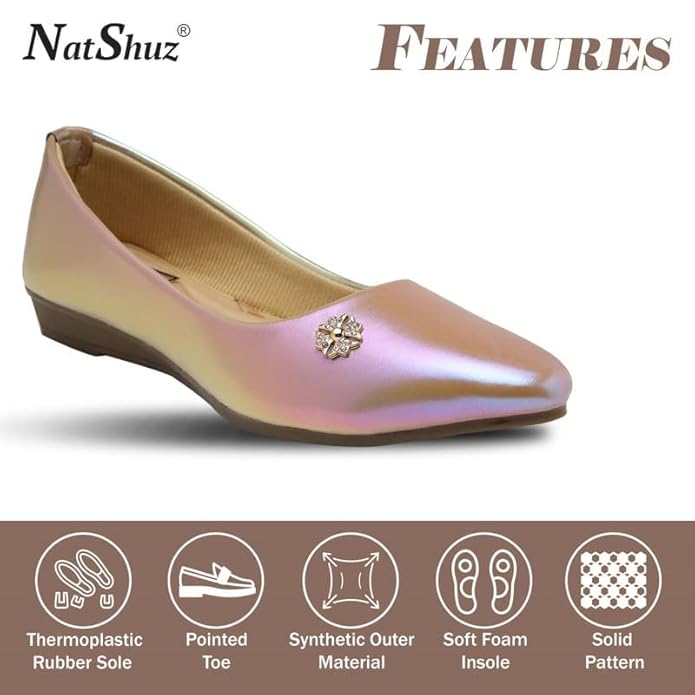 NatShuz®
FEATURES
Thermoplastic
Rubber Sole
Pointed
Toe
Synthetic Outer
Material
Soft Foam
Insole
Solid
Pattern